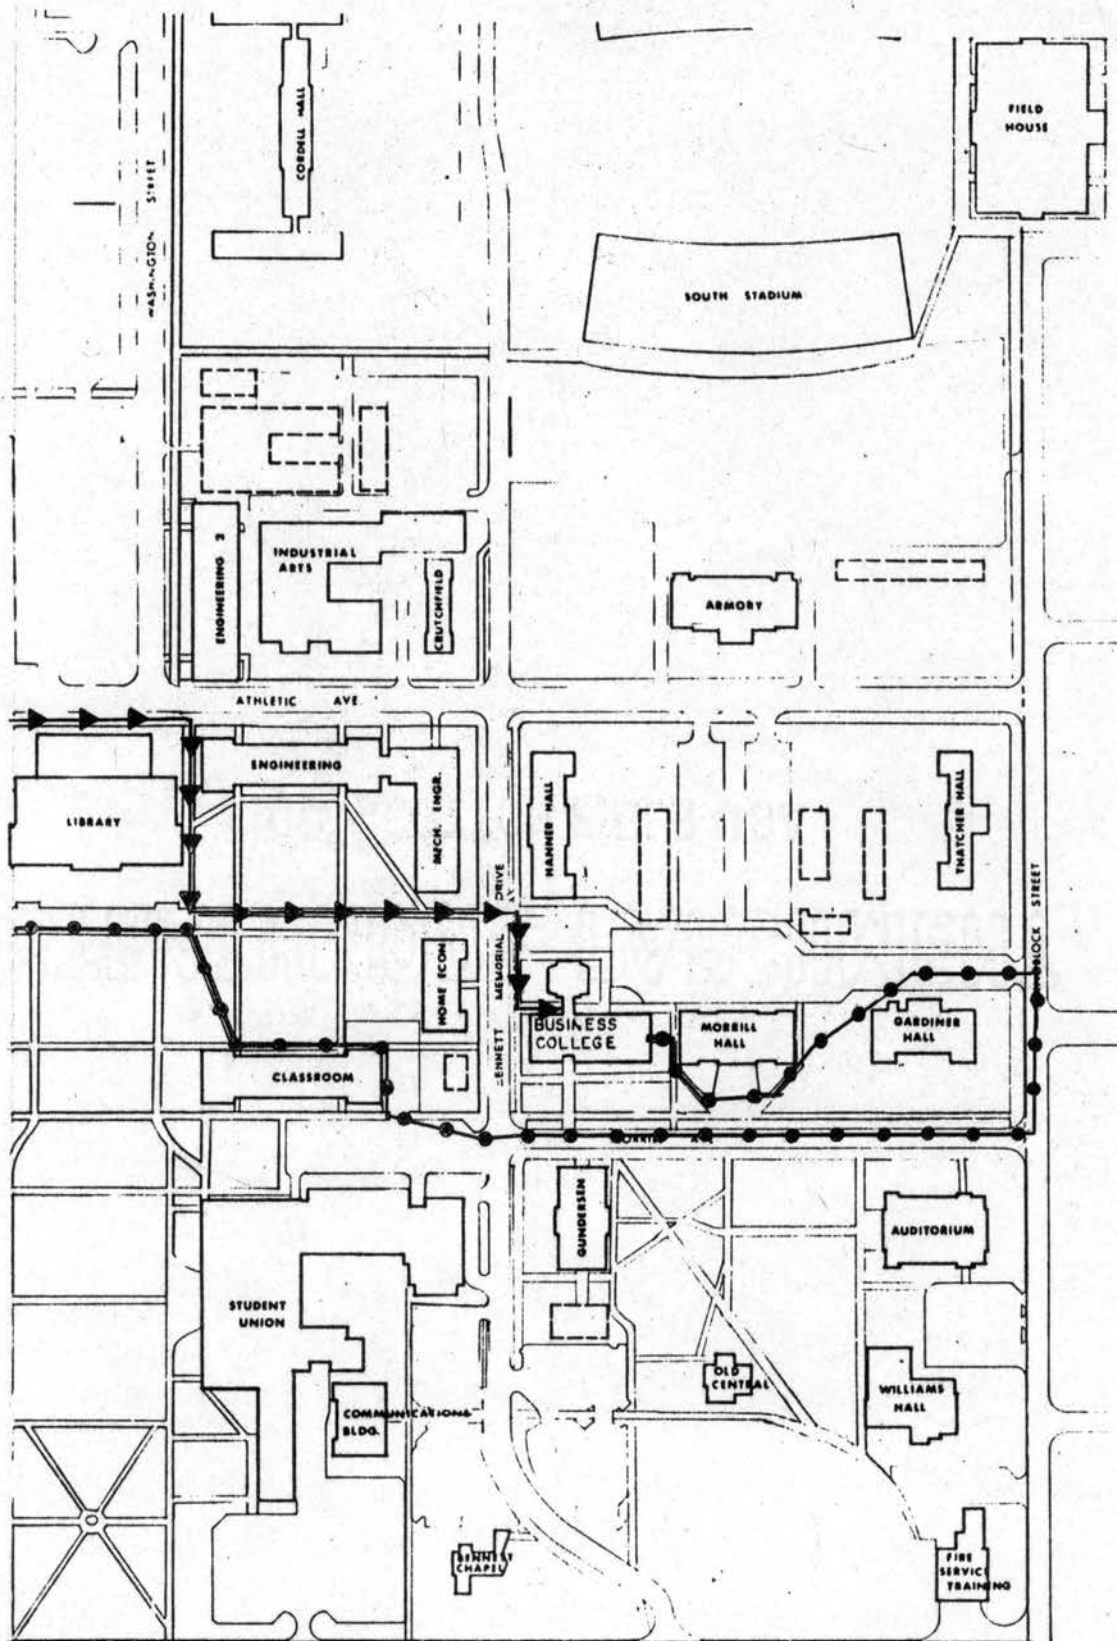 CORDELL HALL
FIELD
HOUSE
WASHINGTON STREET
SOUTH STADIUM
ENGINEERING 2
INDUSTRIAL
ARTS
CRUTCHFIELD
ARMORY
ATHLETIC AVE.
ENGINEERING
LIBRARY
MECH. ENGR.
HANNER HALL
THATCHER HALL
MEMORIAL DRIVE
STREET
HOME ECON
BUSINESS
COLLEGE
MORRILL
HALL
GARDINER
HALL
CLASSROOM
GUNDERSEN
AUDITORIUM
STUDENT
UNION
OLD
CENTRAL
WILLIAMS
HALL
COMMUNICATIONS
BLDG.
BENNETT
CHAPEL
FIRE
SERVICE
TRAINING